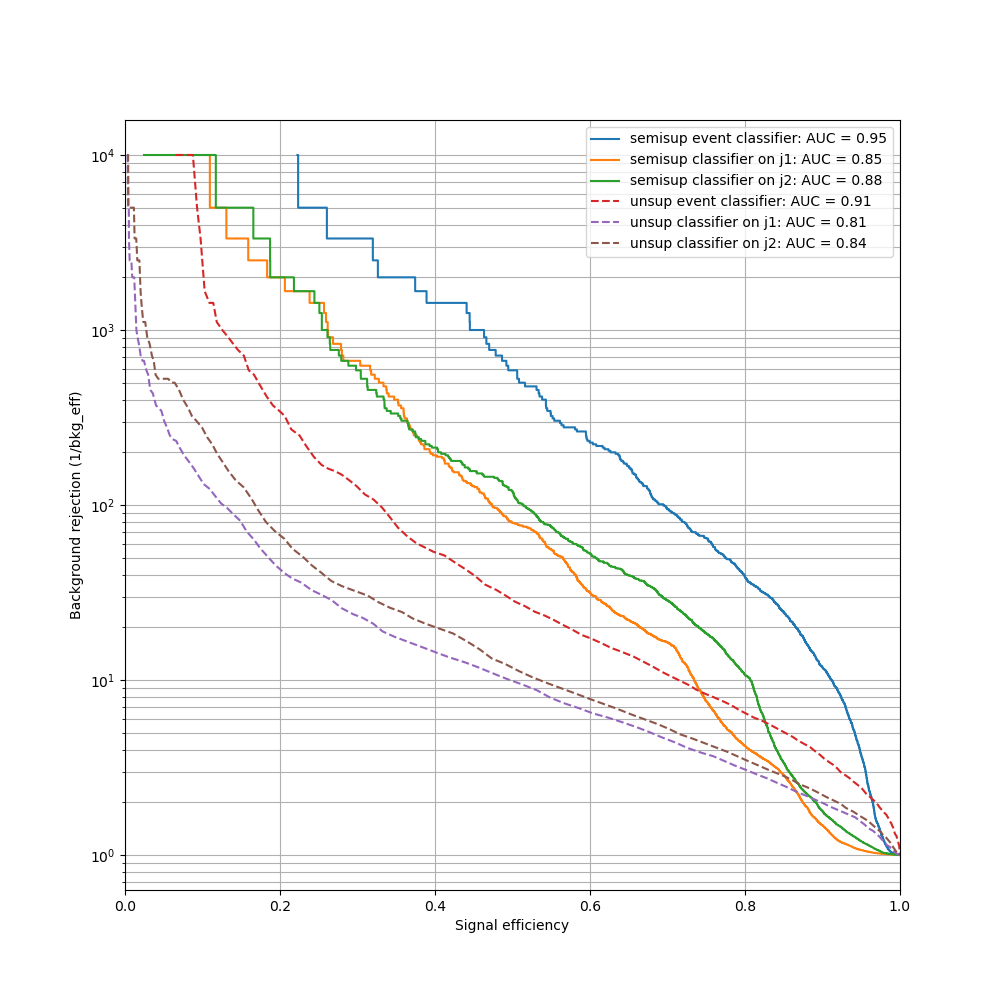 semisup event classifier: AUC = 0.95
semisup classifier on j1: AUC = 0.85
semisup classifier on j2: AUC = 0.88
unsup event classifier: AUC = 0.91
unsup classifier on j1: AUC = 0.81
unsup classifier on j2: AUC = 0.84
Background rejection (1/bkg_eff)
10⁴
10³
10²
10¹
10⁰
0.0 0.2 0.4 0.6 0.8 1.0
Signal efficiency